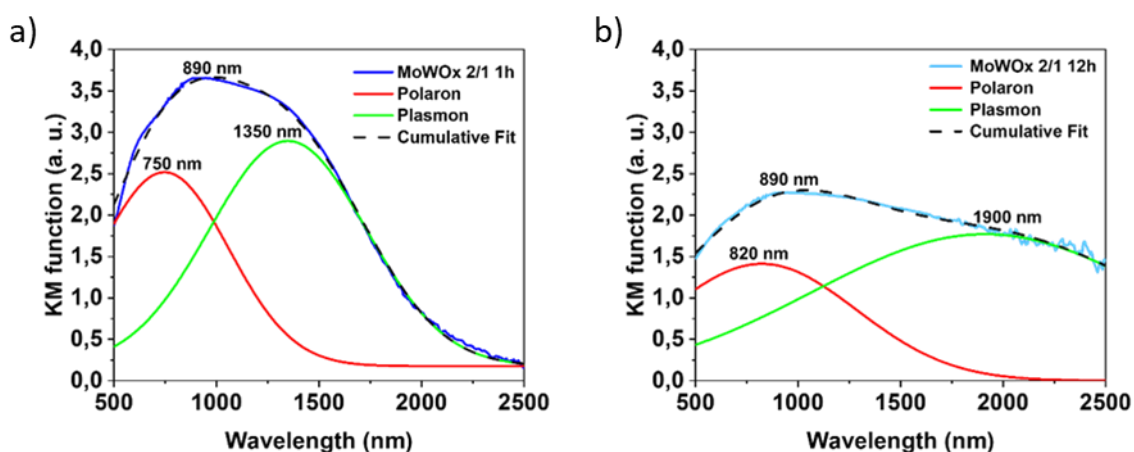 a)
KM function (a. u.)
4,0
3,5
3,0
2,5
2,0
1,5
1,0
0,5
0,0
890 nm
1350 nm
750 nm
MoWOx 2/1 1h
Polaron
Plasmon
Cumulative Fit
500 1000 1500 2000 2500
Wavelength (nm)
b)
KM function (a. u.)
4,0
3,5
3,0
2,5
2,0
1,5
1,0
0,5
0,0
MoWOx 2/1 12h
Polaron
Plasmon
Cumulative Fit
890 nm
1900 nm
820 nm
500 1000 1500 2000 2500
Wavelength (nm)